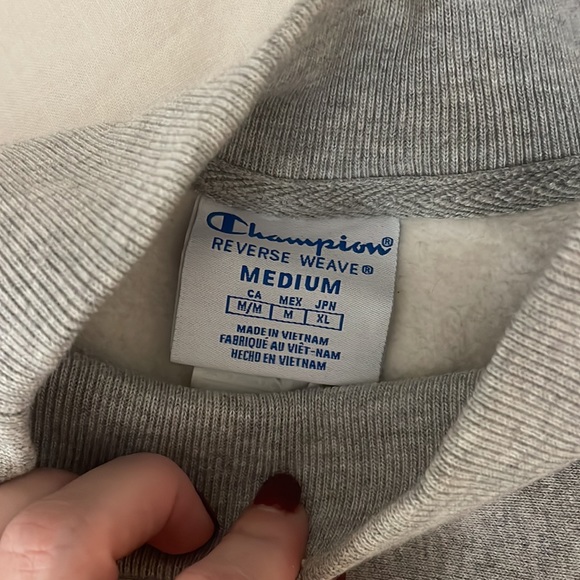 Champion®
REVERSE WEAVE®
MEDIUM
CA MEX JPN
M/M M XL
MADE IN VIETNAM
FABRIQUÉ AU VIÊT-NAM
HECHO EN VIETNAM